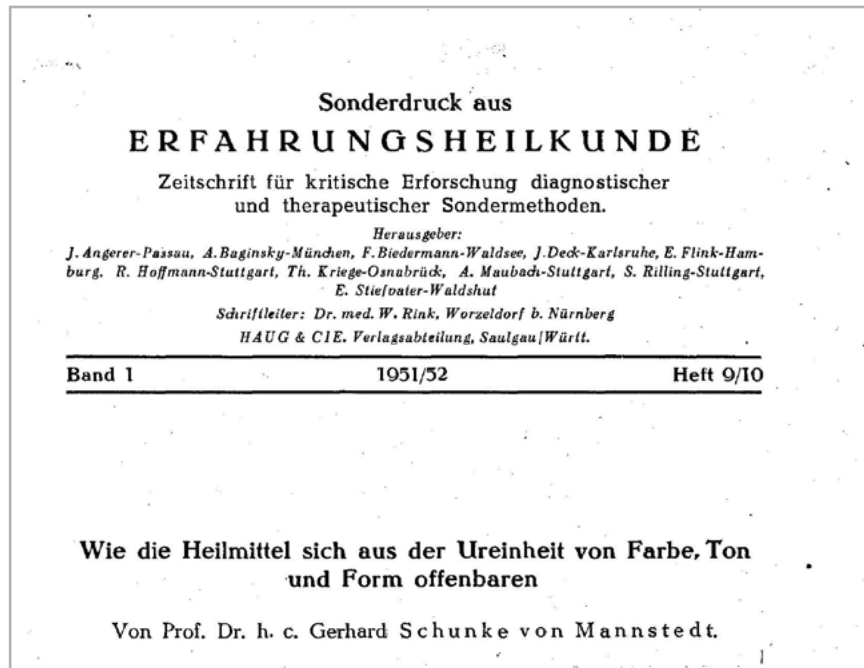 Sonderdruck aus
ERFAHRUNGSHEILKUNDE
Zeitschrift für kritische Erforschung diagnostischer
und therapeutischer Sondermethoden.
Herausgeber:
J. Angerer-Passau, A. Baginsky-München, F. Biedermann-Waldsee, J. Deck-Karlsruhe, E. Flink-Ham-
burg, R. Hoffmann-Stuttgart, Th. Kriege-Osnabrück, A. Maubach-Stuttgart, S. Rilling-Stuttgart,
E. Stiefvater-Waldshut
Schriftleiter: Dr. med. W. Rink, Worzeldorf b. Nürnberg
HAUG & CIE. Verlagsabteilung, Saulgau/Württ.
Band 1 1951/52 Heft 9/10
Wie die Heilmittel sich aus der Ureinheit von Farbe, Ton
und Form offenbaren
Von Prof. Dr. h. c. Gerhard Schunke von Mannstedt.